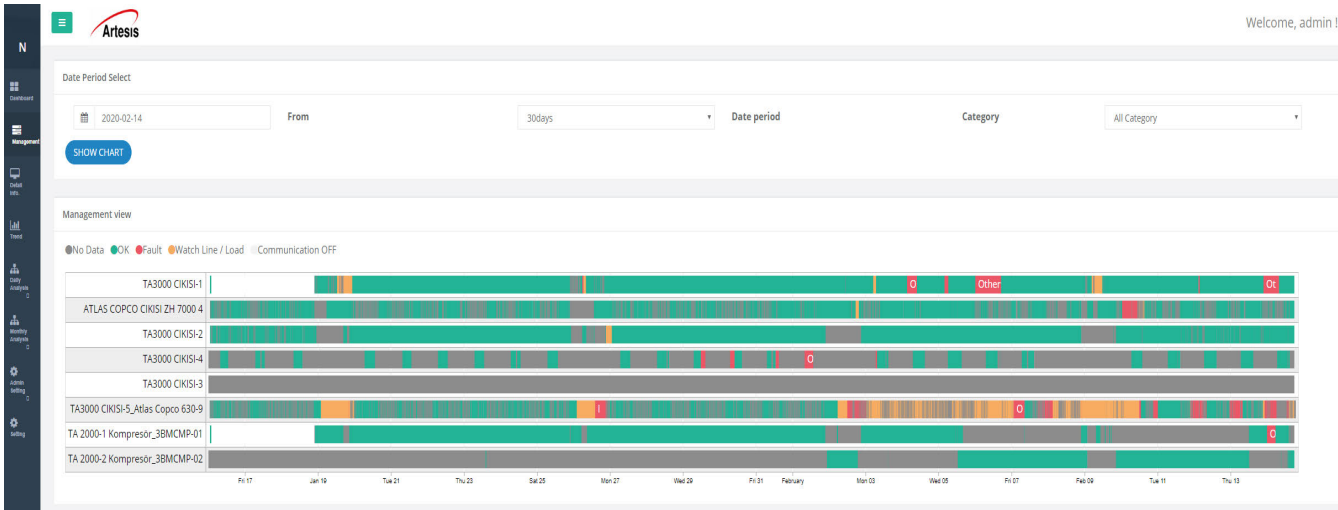 Artesis
Welcome, admin !
N
Dashboard
Management
Detail
Info.
Trend
Daily
Analysis
Monthly
Analysis
Admin
Setting
Setting
Date Period Select
2020-02-14
From
30days
Date period
Category
All Category
SHOW CHART
Management view
No Data OK Fault Watch Line / Load Communication OFF
TA3000 CIKISI-1
O
Other
Ot
ATLAS COPCO CIKISI ZH 7000 4
TA3000 CIKISI-2
TA3000 CIKISI-4
O
TA3000 CIKISI-3
TA3000 CIKISI-5_Atlas Copco 630-9
I
O
TA 2000-1 Kompresör_3BMCMP-01
O
TA 2000-2 Kompresör_3BMCMP-02
Fri 17 Jan 19 Tue 21 Thu 23 Sat 25 Mon 27 Wed 29 Fri 31 February Mon 03 Wed 05 Fri 07 Feb 09 Tue 11 Thu 13